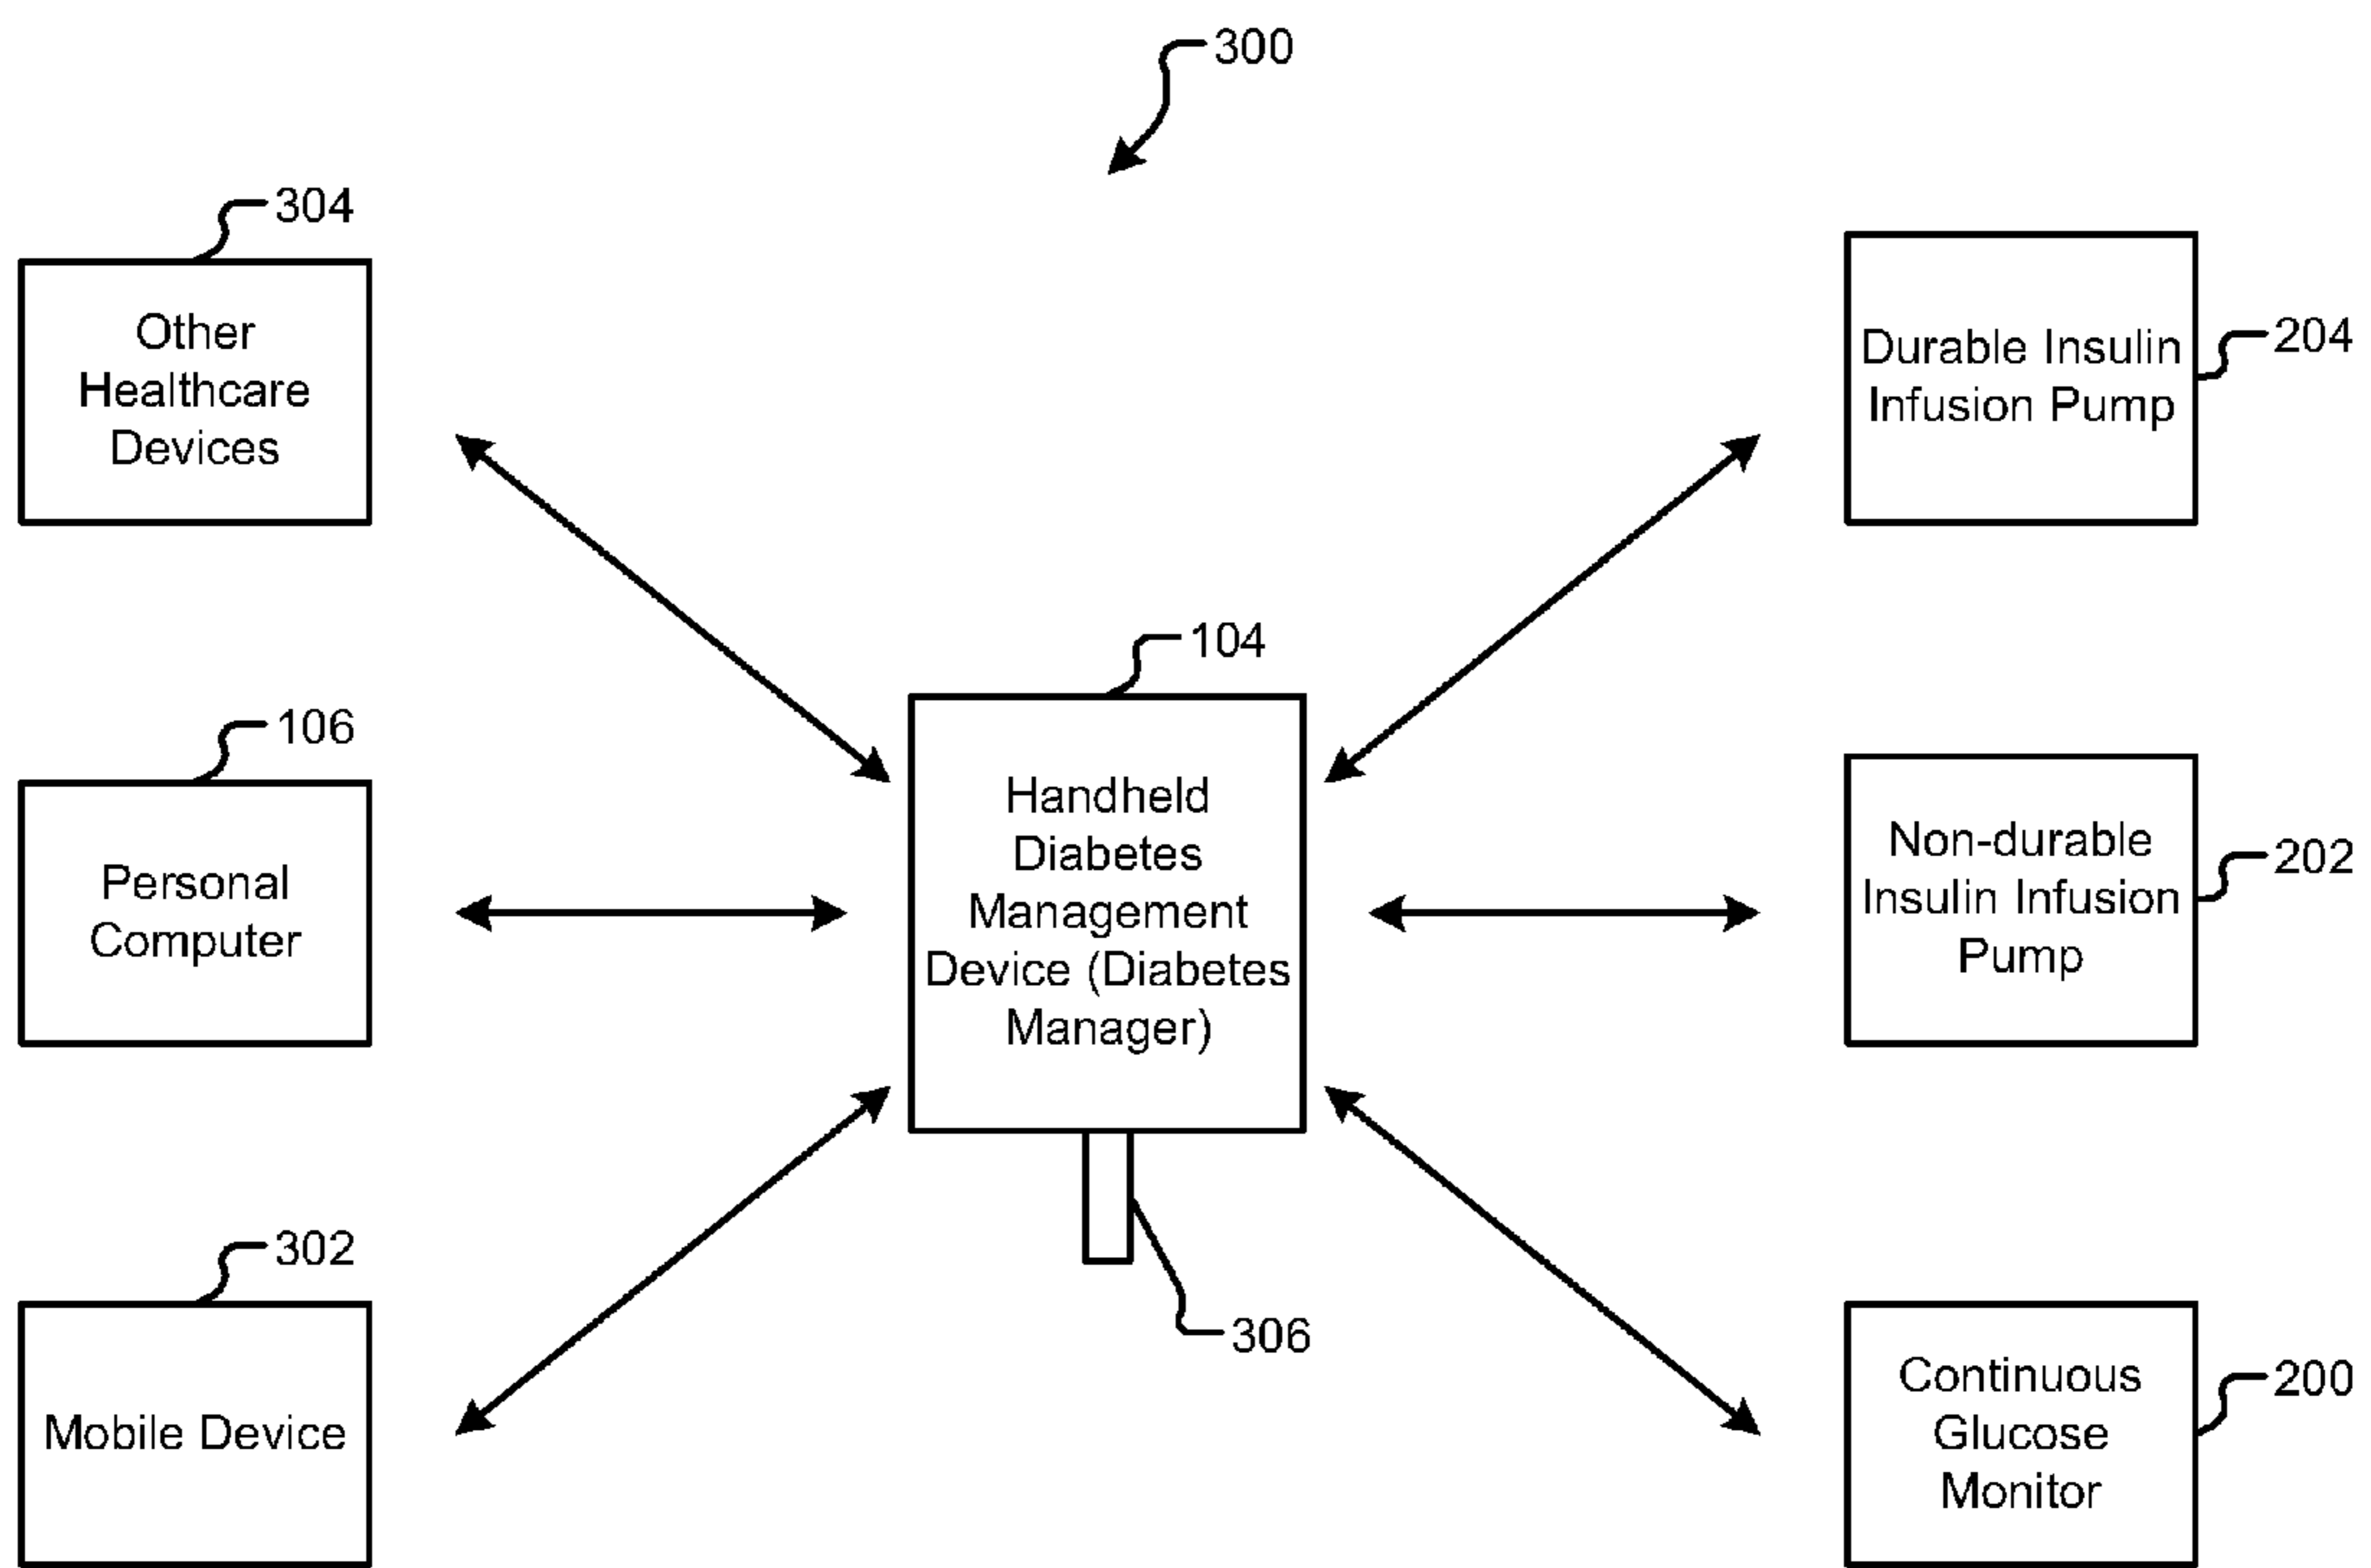 300
304
Other
Healthcare
Devices
204
Durable Insulin
Infusion Pump
104
Handheld
Diabetes
Management
Device (Diabetes
Manager)
106
Personal
Computer
202
Non-durable
Insulin Infusion
Pump
302
Mobile Device
306
200
Continuous
Glucose
Monitor